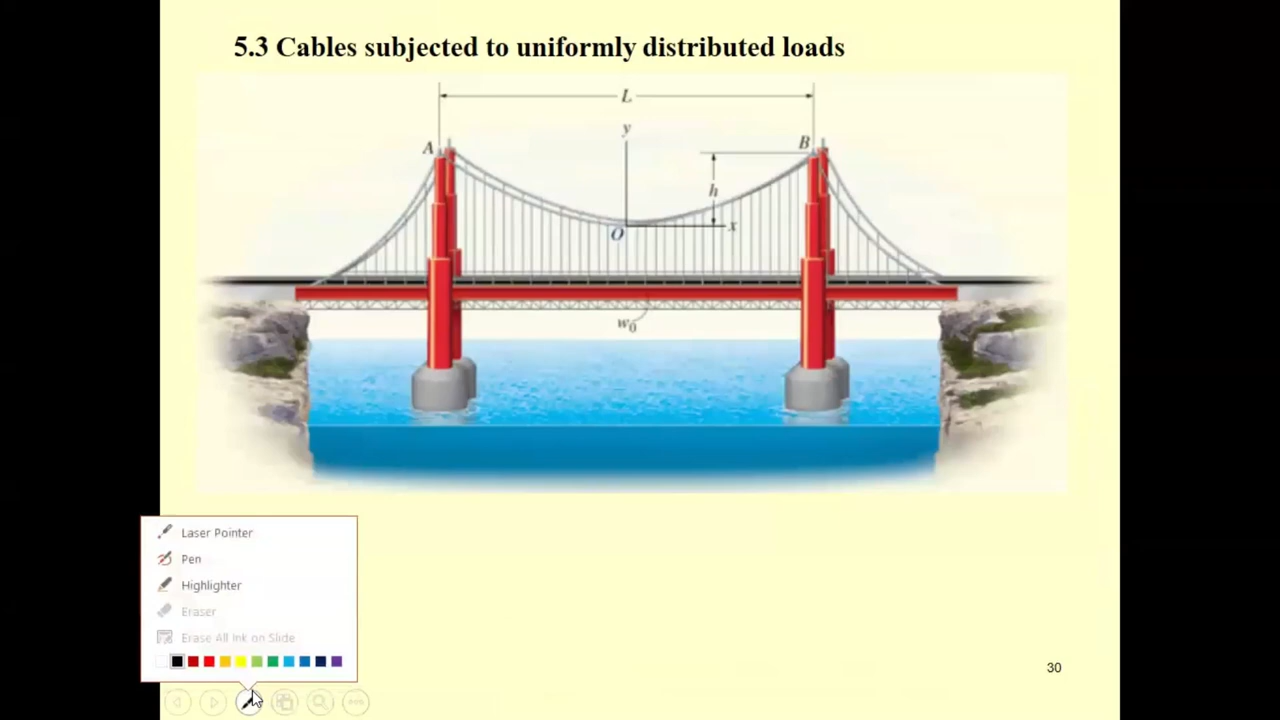 5.3 Cables subjected to uniformly distributed loads
L
y
A
B
h
O
x
w0
Laser Pointer
Pen
Highlighter
Eraser
Erase All Ink on Slide
30